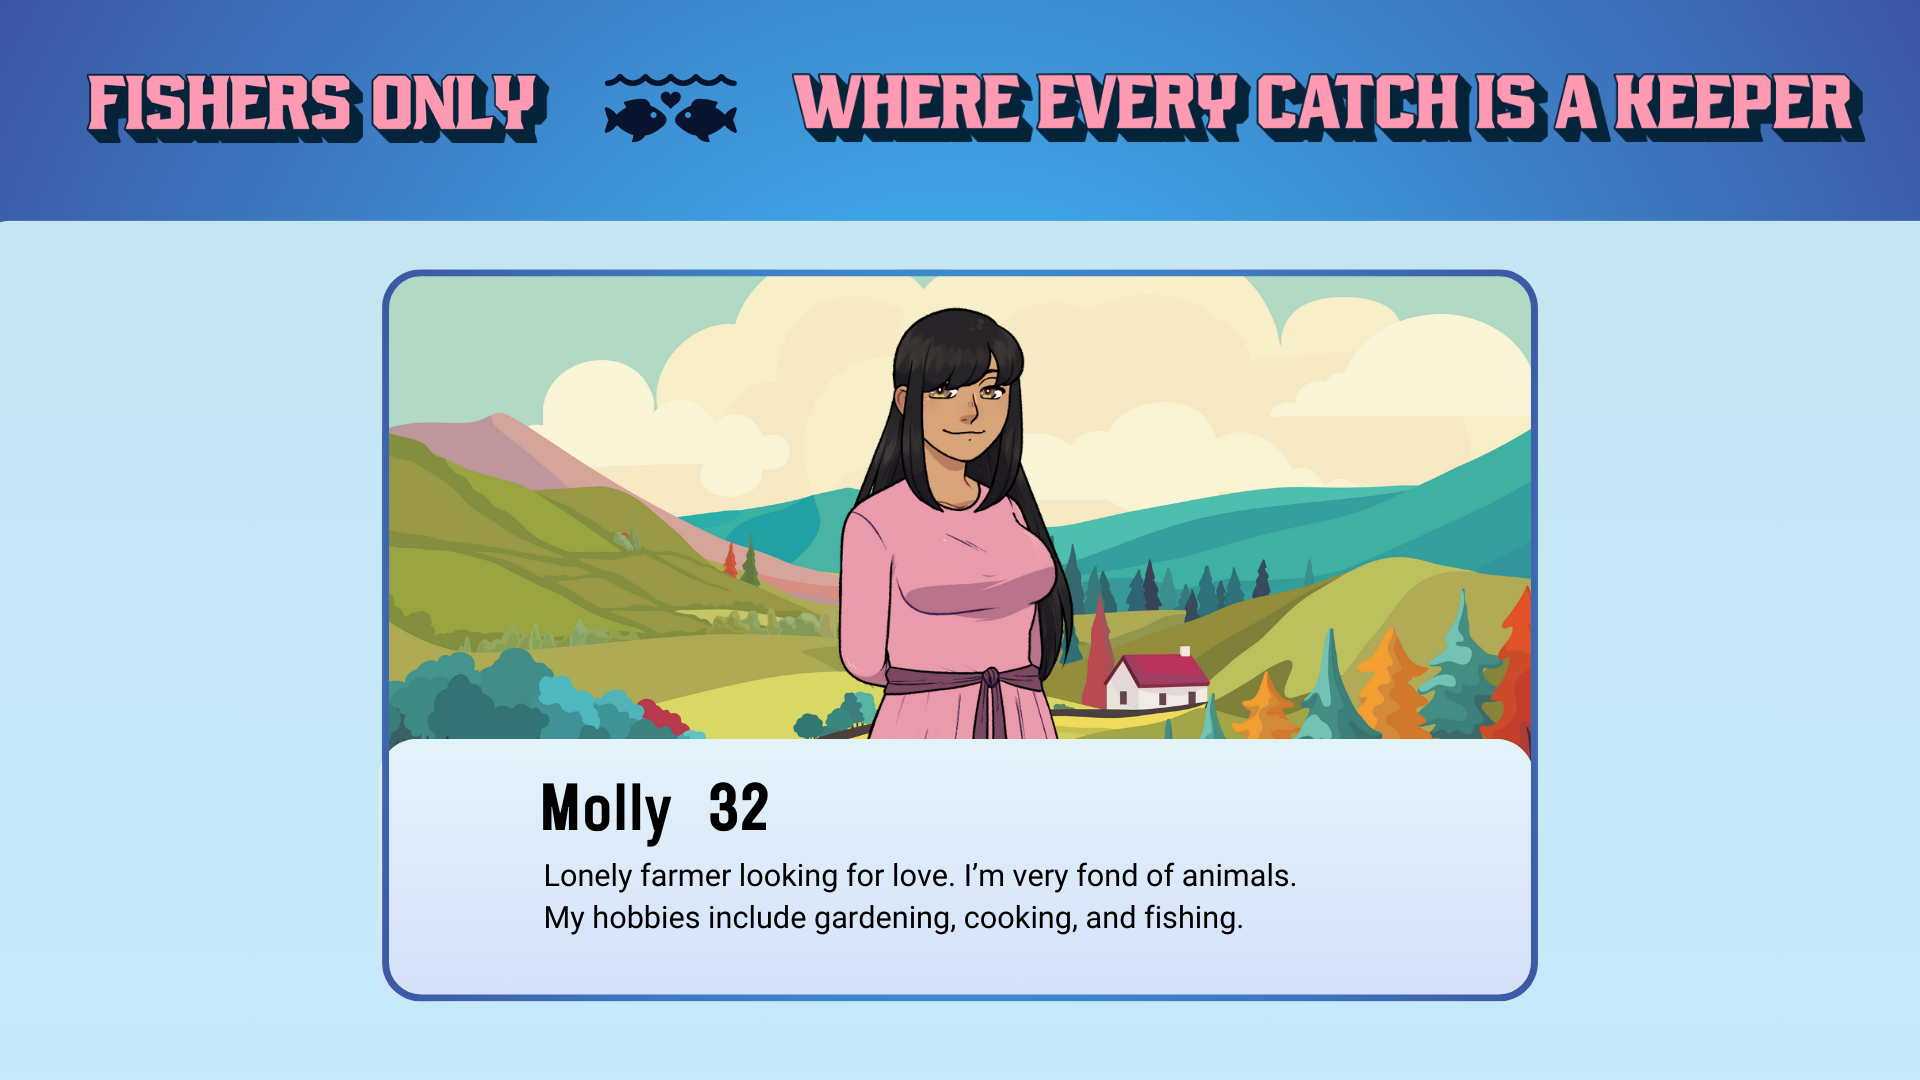 FISHERS ONLY WHERE EVERY CATCH IS A KEEPER
Molly 32
Lonely farmer looking for love. I’m very fond of animals.
My hobbies include gardening, cooking, and fishing.